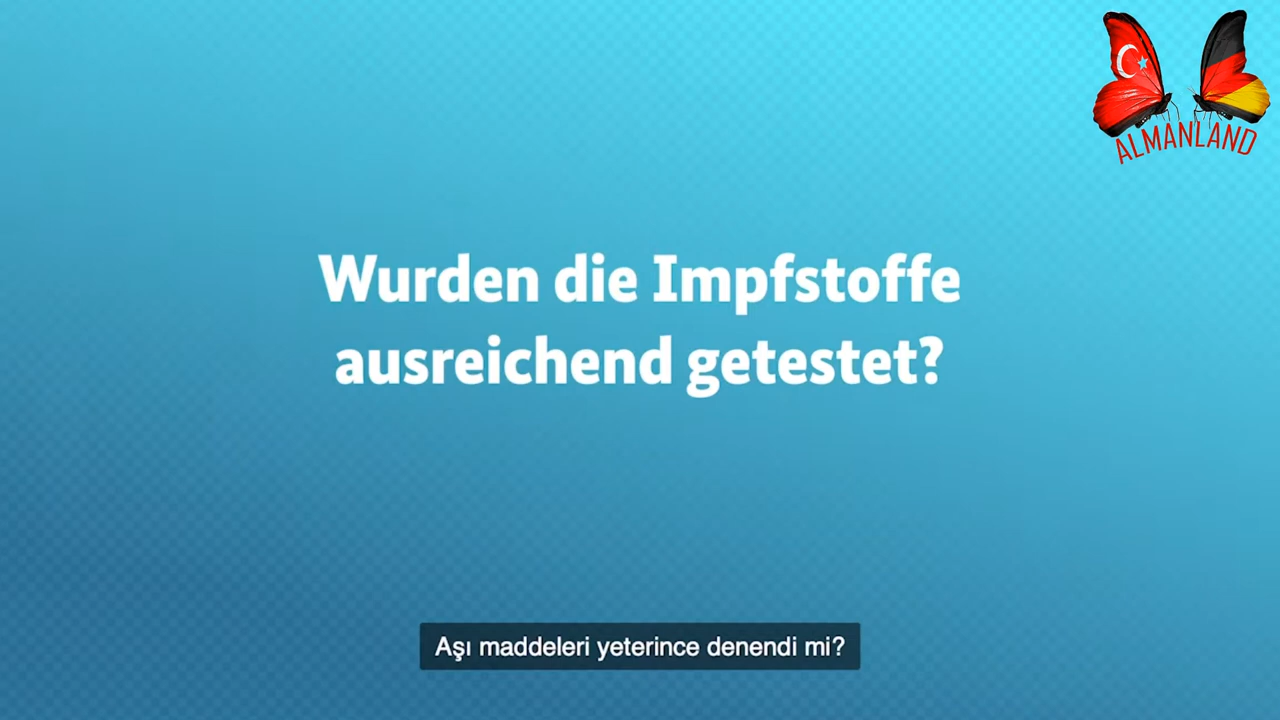 ALMANLAND
Wurden die Impfstoffe
ausreichend getestet?
Aşı maddeleri yeterince denendi mi?